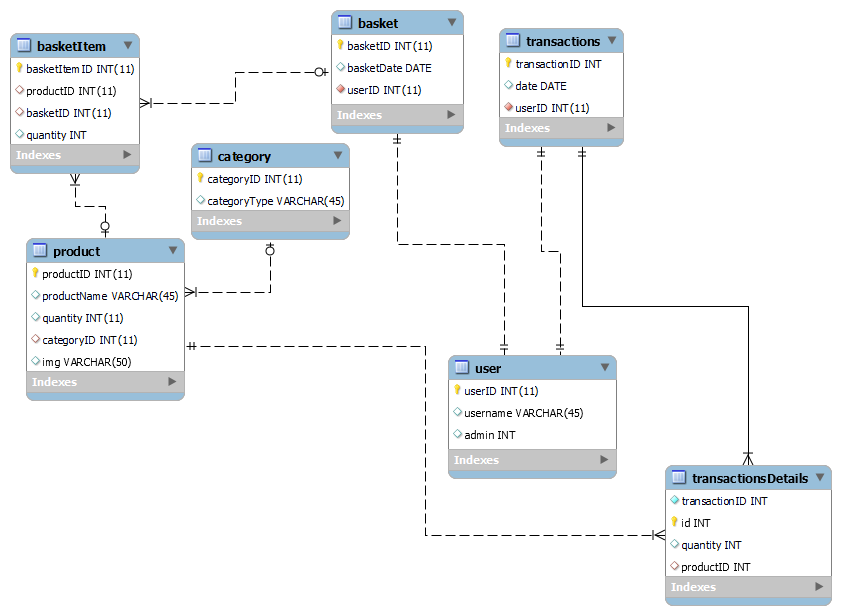 basketItem
basketItemID INT(11)
productID INT(11)
basketID INT(11)
quantity INT
Indexes
basket
basketID INT(11)
basketDate DATE
userID INT(11)
Indexes
transactions
transactionID INT
date DATE
userID INT(11)
Indexes
category
categoryID INT(11)
categoryType VARCHAR(45)
Indexes
product
productID INT(11)
productName VARCHAR(45)
quantity INT(11)
categoryID INT(11)
img VARCHAR(50)
Indexes
user
userID INT(11)
username VARCHAR(45)
admin INT
Indexes
transactionsDetails
transactionID INT
id INT
quantity INT
productID INT
Indexes